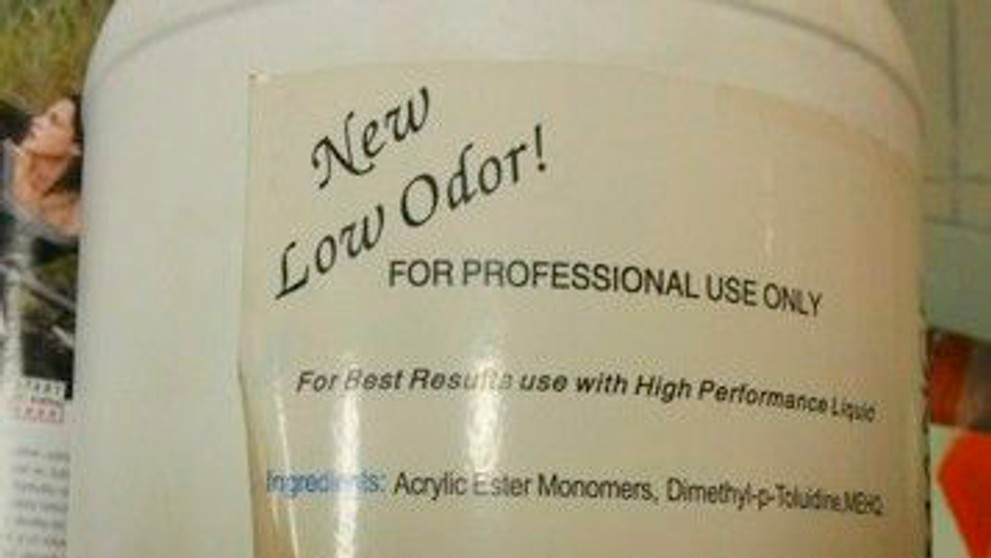 New
Low Odor!
FOR PROFESSIONAL USE ONLY
For Best Results use with High Performance Liquid
Ingredients: Acrylic Ester Monomers, Dimethyl-p-Toluidine, MEHQ